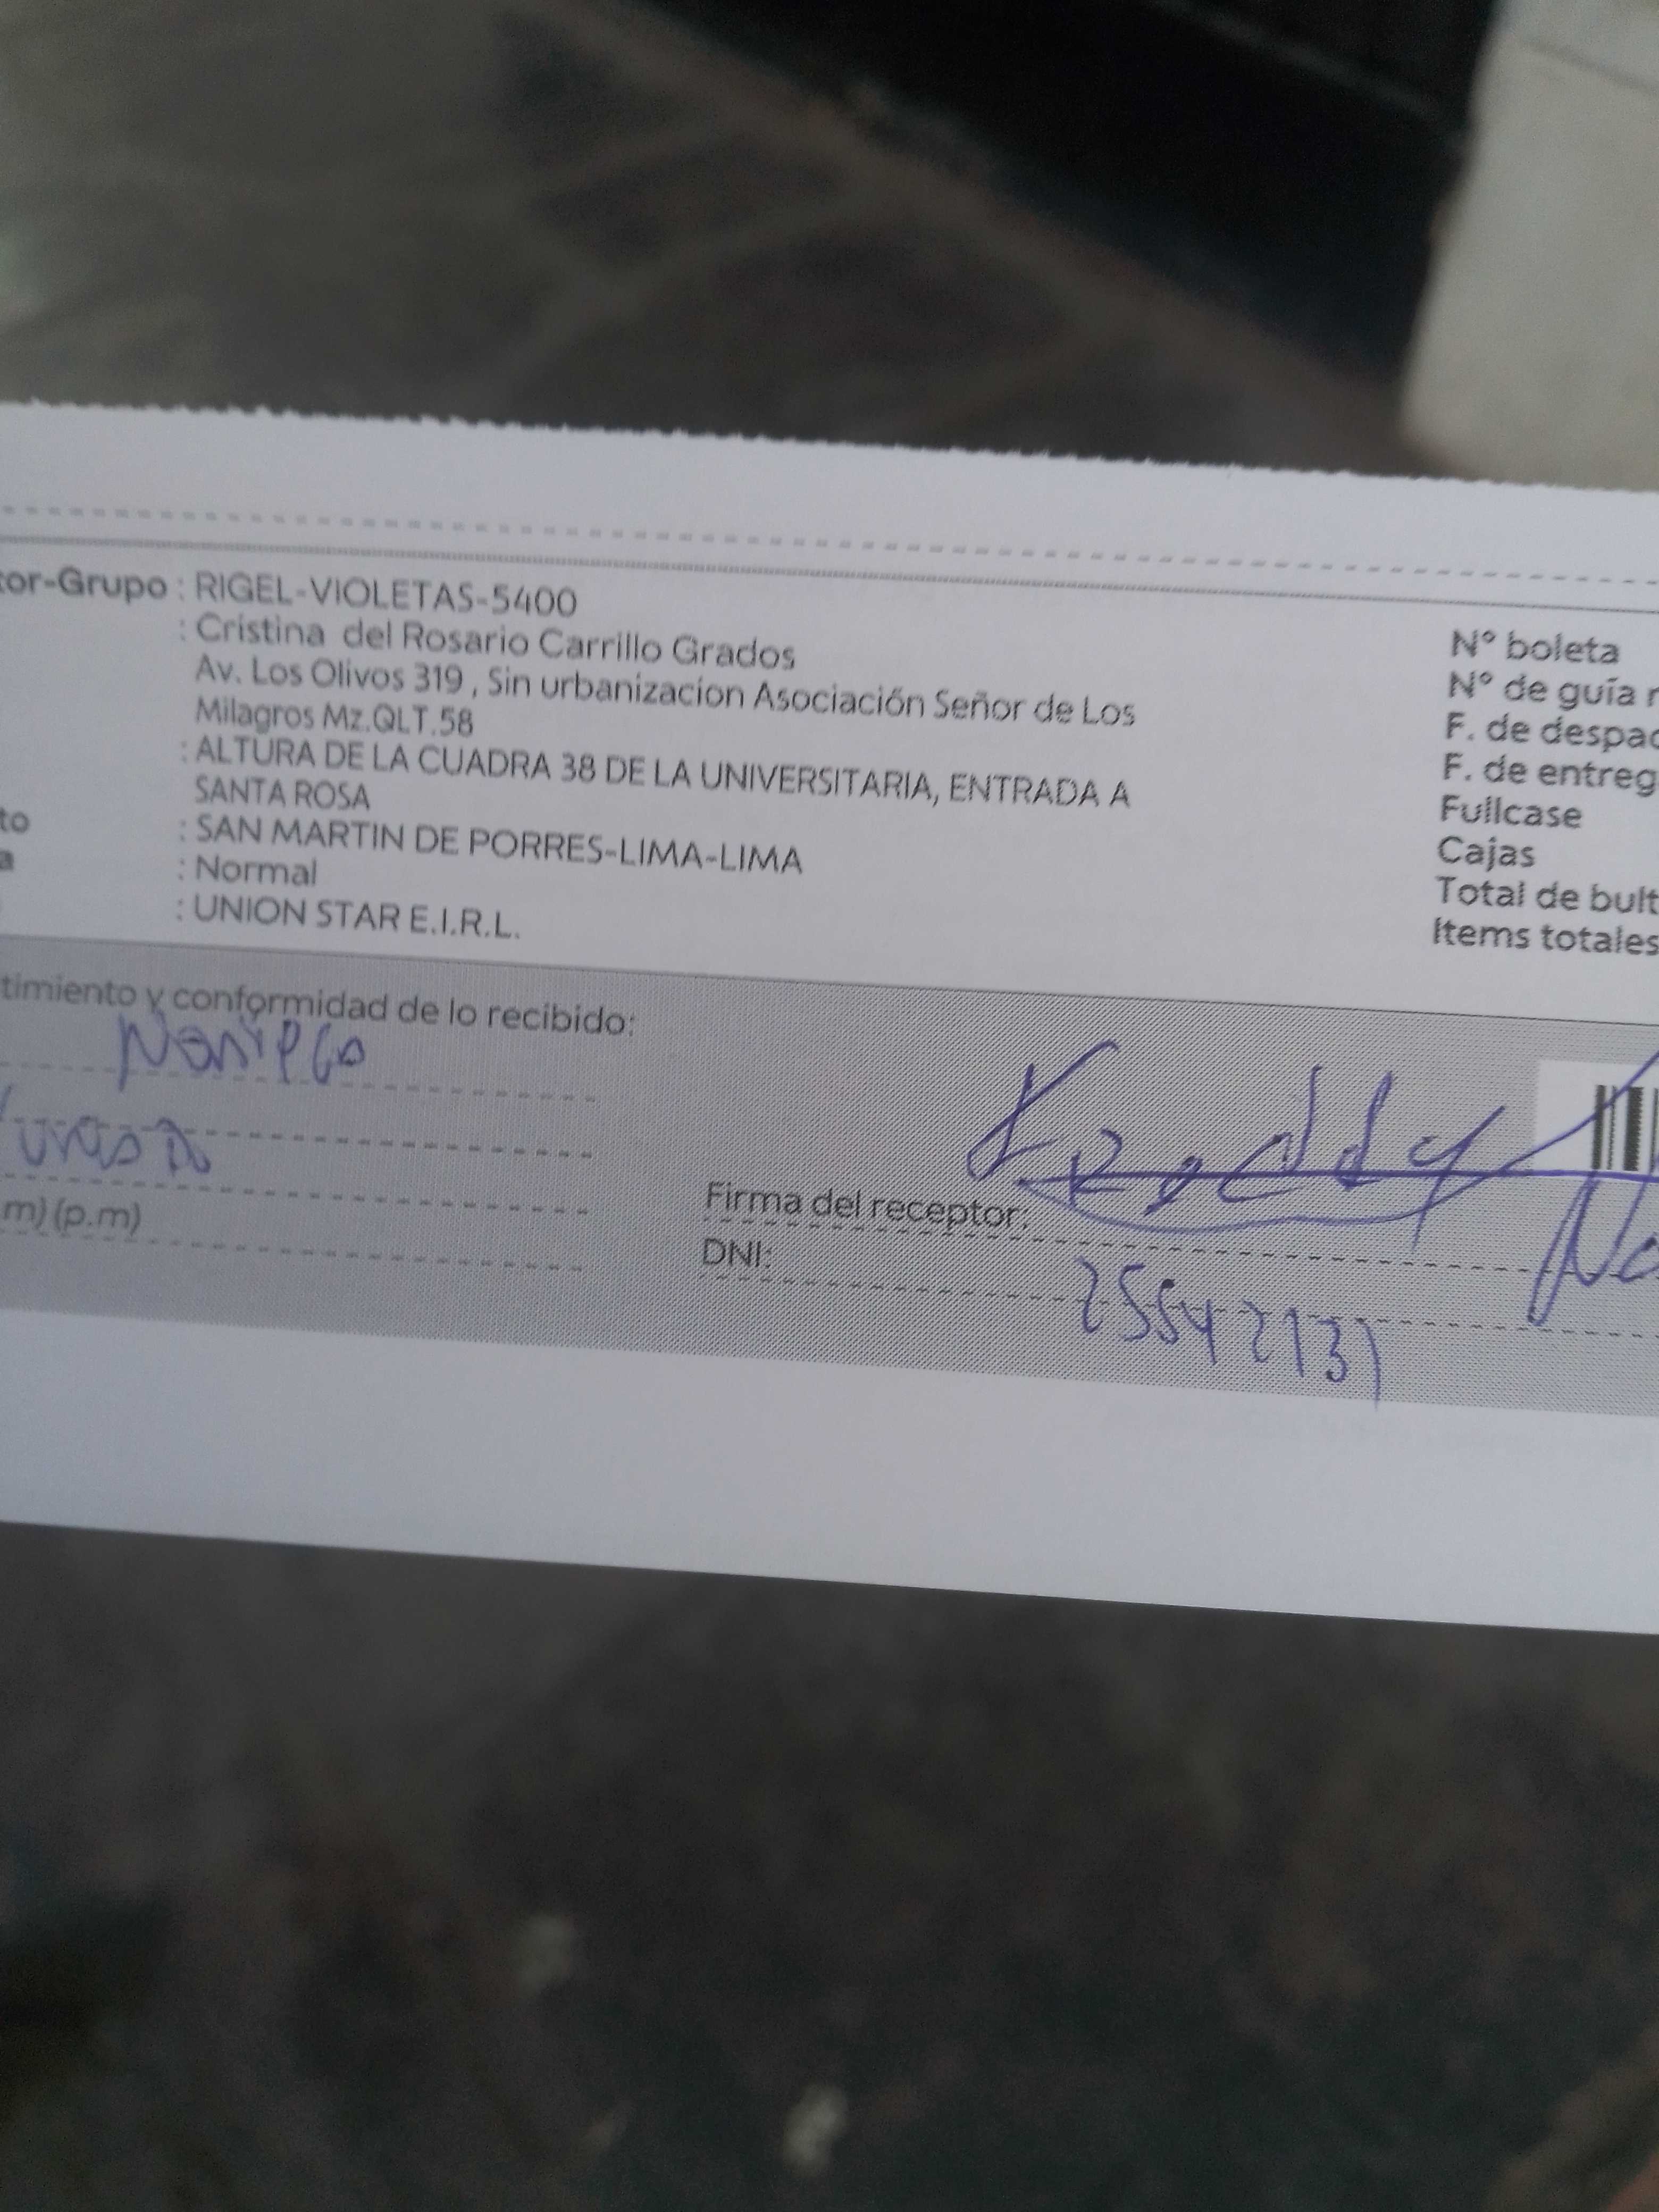 tor-Grupo : RIGEL-VIOLETAS-5400
: Cristina del Rosario Carrillo Grados
Av. Los Olivos 319 , Sin urbanizacion Asociación Señor de Los
Milagros Mz.QLT.58
: ALTURA DE LA CUADRA 38 DE LA UNIVERSITARIA, ENTRADA A
SANTA ROSA
to : SAN MARTIN DE PORRES-LIMA-LIMA
a : Normal
: UNION STAR E.I.R.L.
N° boleta
N° de guía r
F. de despac
F. de entreg
Fullcase
Cajas
Total de bult
Items totales
timiento y conformidad de lo recibido:
m) (p.m)
Freddy
No
Firma del receptor:
DNI: 25542131